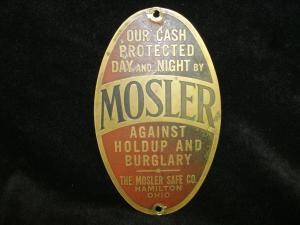 OUR CASH
PROTECTED
DAY AND NIGHT BY
MOSLER
AGAINST
HOLDUP AND
BURGLARY
THE MOSLER SAFE CO.
HAMILTON
OHIO